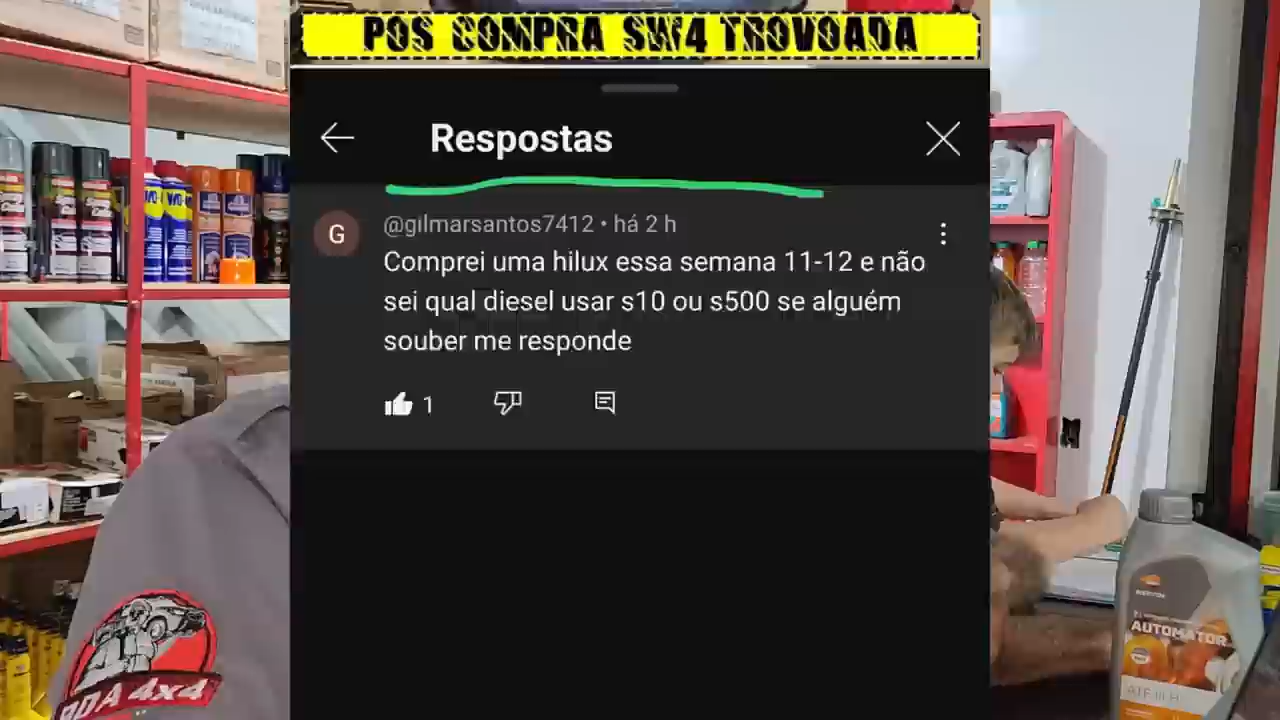 POS COMPRA SW4 TROVOADA
Respostas
G
@gilmarsantos7412 • há 2 h
Comprei uma hilux essa semana 11-12 e não
sei qual diesel usar s10 ou s500 se alguém
souber me responde
1
DA 4x4
AUTOMATOR
ATF III H